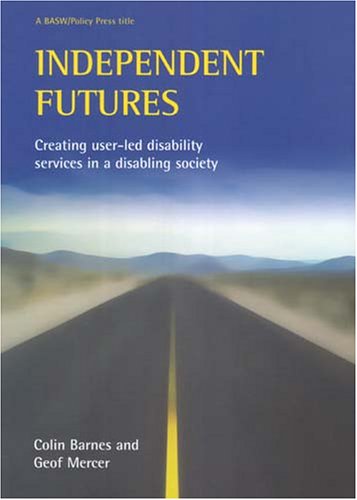 A BASW/Policy Press title
INDEPENDENT
FUTURES
Creating user-led disability
services in a disabling society
Colin Barnes and
Geof Mercer